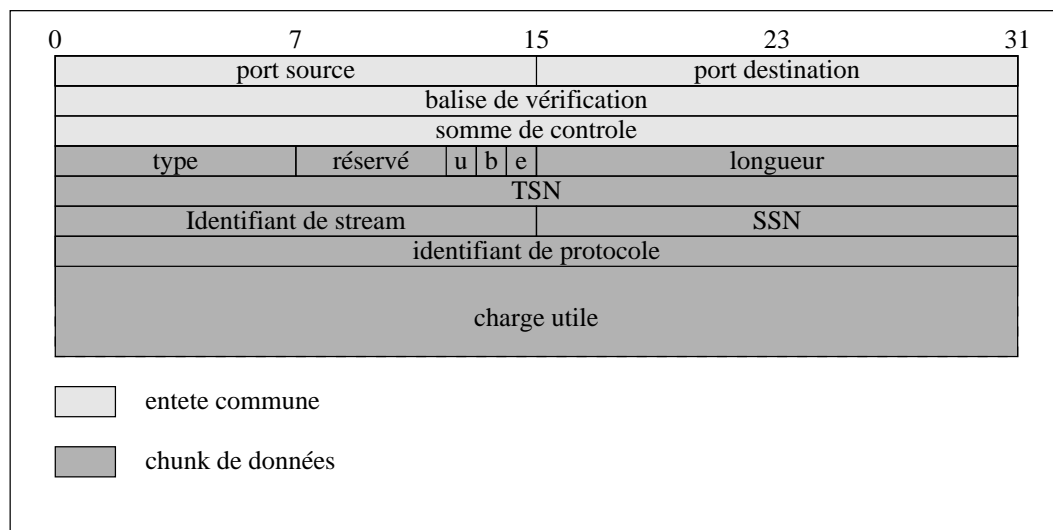 0 7 15 23 31
port source port destination
balise de vérification
somme de controle
type réservé u b e longueur
TSN
Identifiant de stream SSN
identifiant de protocole
charge utile
entete commune
chunk de données